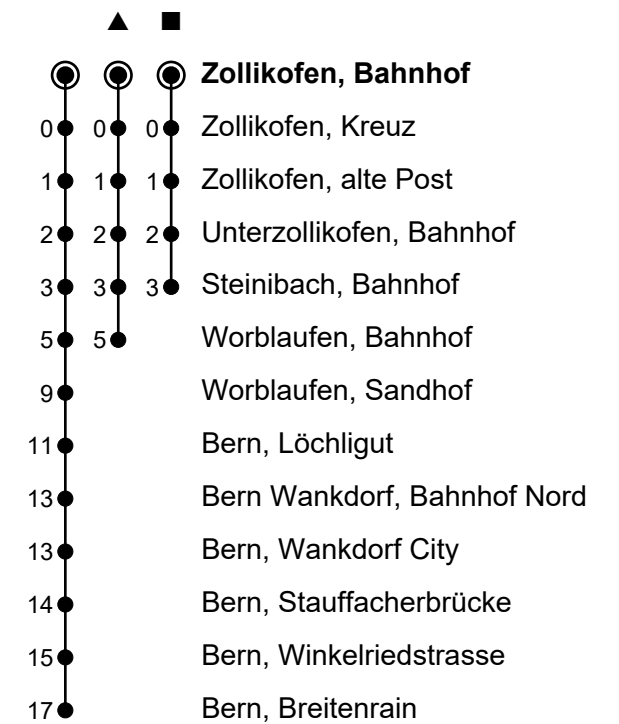 ▲ ■
Zollikofen, Bahnhof
0 0 0 Zollikofen, Kreuz
1 1 1 Zollikofen, alte Post
2 2 2 Unterzollikofen, Bahnhof
3 3 3 Steinibach, Bahnhof
5 5 Worblaufen, Bahnhof
9 Worblaufen, Sandhof
11 Bern, Löchligut
13 Bern Wankdorf, Bahnhof Nord
13 Bern, Wankdorf City
14 Bern, Stauffacherbrücke
15 Bern, Winkelriedstrasse
17 Bern, Breitenrain